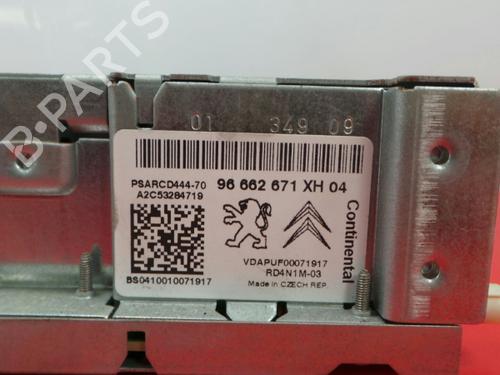 B-PARTS
01 349 09
PSARCD444-70
A2C53284719
96 662 671 XH 04
Continental
VDAPUF00071917
RD4N1M-03
Made in CZECH REP.
BS0410010071917